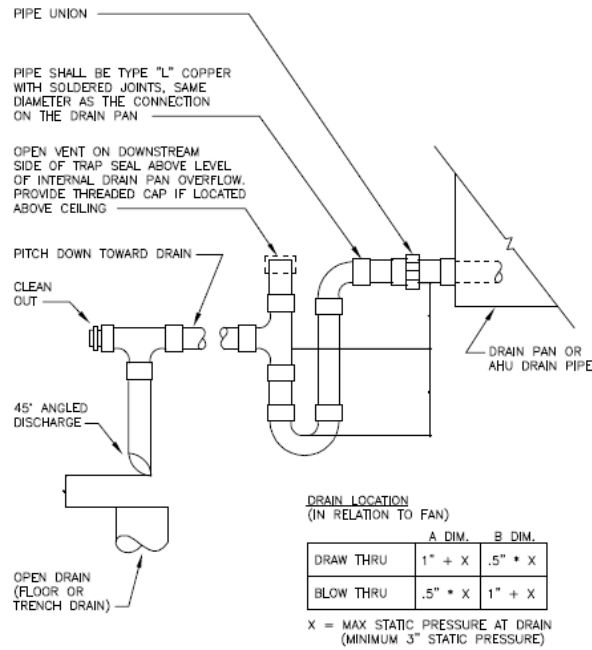 PIPE UNION
PIPE SHALL BE TYPE "L" COPPER
WITH SOLDERED JOINTS, SAME
DIAMETER AS THE CONNECTION
ON THE DRAIN PAN
OPEN VENT ON DOWNSTREAM
SIDE OF TRAP SEAL ABOVE LEVEL
OF INTERNAL DRAIN PAN OVERFLOW.
PROVIDE THREADED CAP IF LOCATED
ABOVE CEILING
PITCH DOWN TOWARD DRAIN
CLEAN
OUT
DRAIN PAN OR
AHU DRAIN PIPE
45° ANGLED
DISCHARGE
OPEN DRAIN
(FLOOR OR
TRENCH DRAIN)
DRAIN LOCATION
(IN RELATION TO FAN)
A DIM. B DIM.
DRAW THRU 1" + X .5" * X
BLOW THRU .5" * X 1" + X
X = MAX STATIC PRESSURE AT DRAIN
(MINIMUM 3" STATIC PRESSURE)